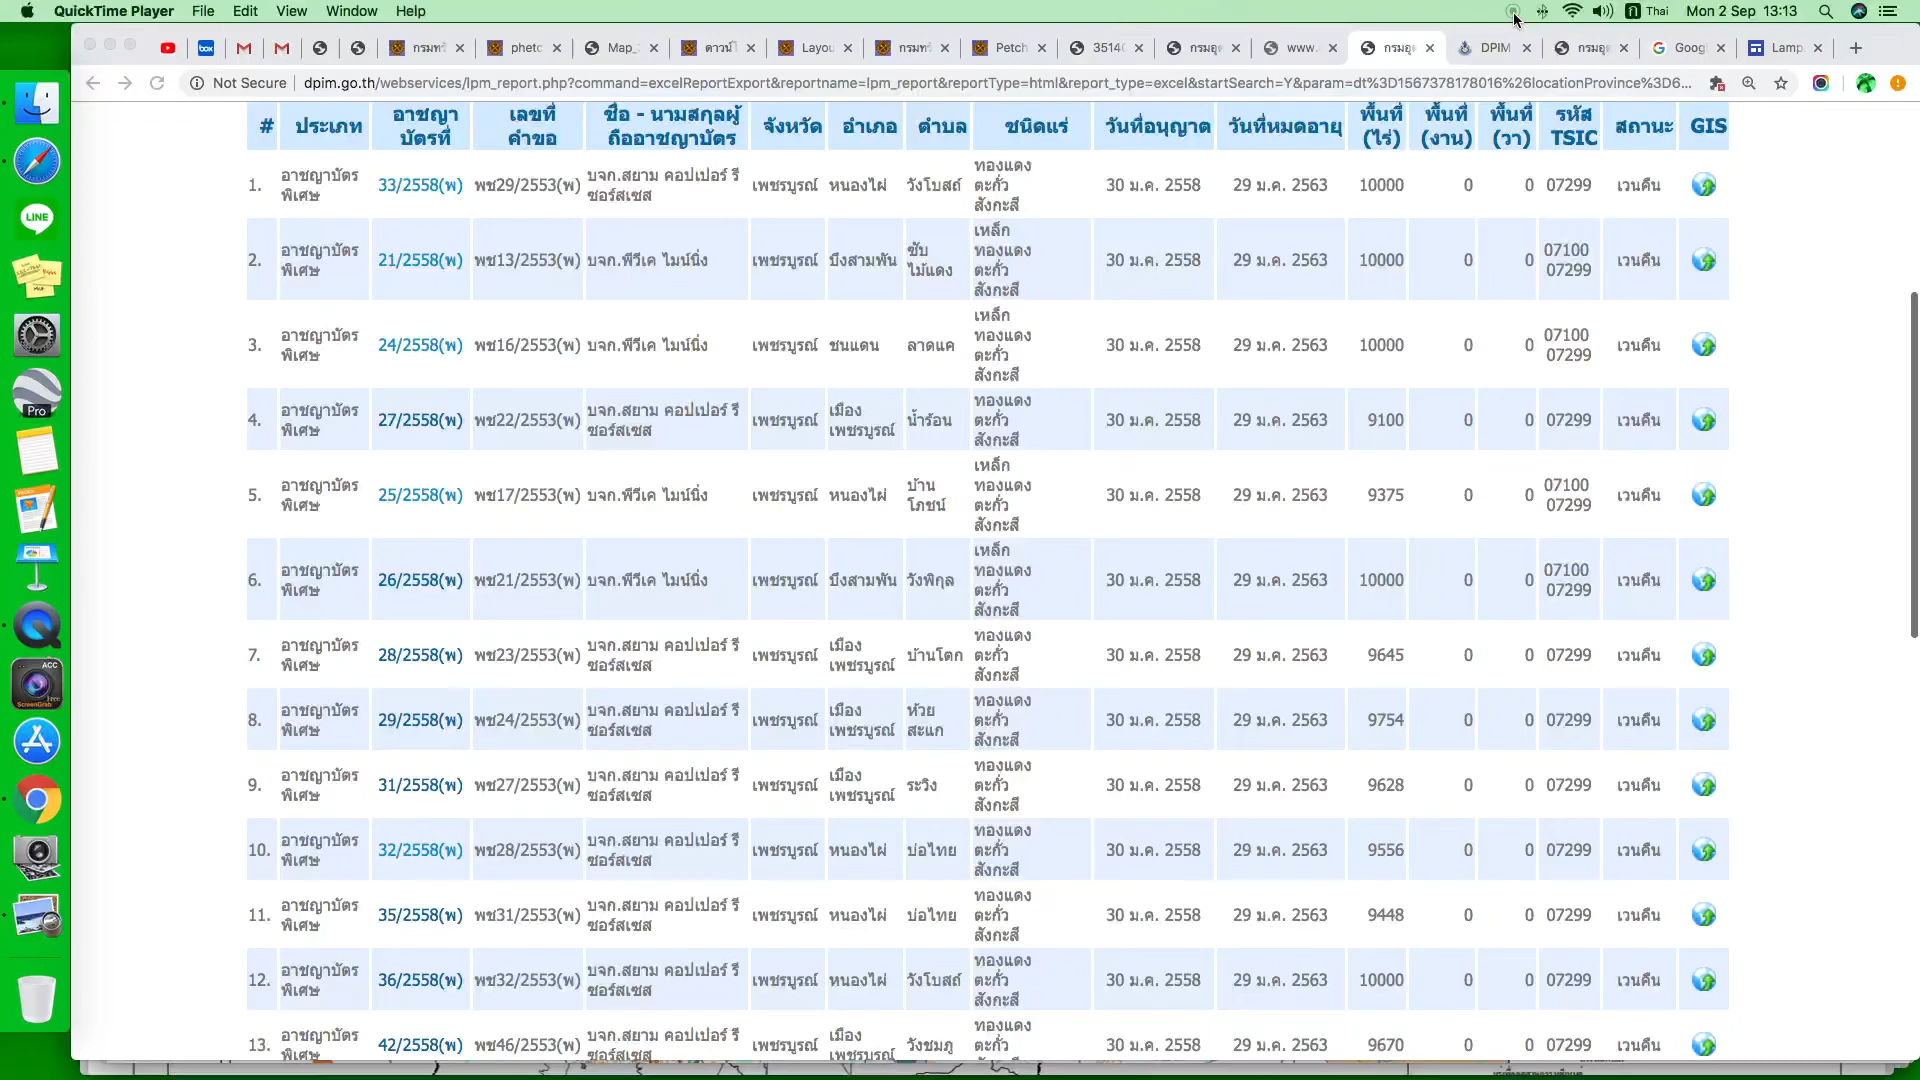 QuickTime Player File Edit View Window Help Thai Mon 2 Sep 13:13
กรมท phetc Map_ ดาวน์ Layou กรมท Petch 3514 กรมอุ www. กรมอุ DPIM กรมอุ Goog Lamp
Not Secure dpim.go.th/webservices/lpm_report.php?command=excelReportExport&reportname=lpm_report&reportType=html&report_type=excel&startSearch=Y&param=dt%3D1567378178016%26locationProvince%3D6...
# ประเภท อาชญาบัตรที่ เลขที่คำขอ ชื่อ - นามสกุลผู้ถืออาชญาบัตร จังหวัด อำเภอ ตำบล ชนิดแร่ วันที่อนุญาต วันที่หมดอายุ พื้นที่ (ไร่) พื้นที่ (งาน) พื้นที่ (วา) รหัส TSIC สถานะ GIS
1. อาชญาบัตรพิเศษ 33/2558(พ) พช29/2553(พ) บจก.สยาม คอปเปอร์ รีซอร์สเซส เพชรบูรณ์ หนองไผ่ วังโบสถ์ ทองแดง ตะกั่ว สังกะสี 30 ม.ค. 2558 29 ม.ค. 2563 10000 0 0 07299 เวนคืน
2. อาชญาบัตรพิเศษ 21/2558(พ) พช13/2553(พ) บจก.พีวีเค ไมน์นิ่ง เพชรบูรณ์ บึงสามพัน ซับไม้แดง เหล็ก ทองแดง ตะกั่ว สังกะสี 30 ม.ค. 2558 29 ม.ค. 2563 10000 0 0 07100 07299 เวนคืน
3. อาชญาบัตรพิเศษ 24/2558(พ) พช16/2553(พ) บจก.พีวีเค ไมน์นิ่ง เพชรบูรณ์ ชนแดน ลาดแค เหล็ก ทองแดง ตะกั่ว สังกะสี 30 ม.ค. 2558 29 ม.ค. 2563 10000 0 0 07100 07299 เวนคืน
4. อาชญาบัตรพิเศษ 27/2558(พ) พช22/2553(พ) บจก.สยาม คอปเปอร์ รีซอร์สเซส เพชรบูรณ์ เมืองเพชรบูรณ์ น้ำร้อน ทองแดง ตะกั่ว สังกะสี 30 ม.ค. 2558 29 ม.ค. 2563 9100 0 0 07299 เวนคืน
5. อาชญาบัตรพิเศษ 25/2558(พ) พช17/2553(พ) บจก.พีวีเค ไมน์นิ่ง เพชรบูรณ์ หนองไผ่ บ้านโภชน์ เหล็ก ทองแดง ตะกั่ว สังกะสี 30 ม.ค. 2558 29 ม.ค. 2563 9375 0 0 07100 07299 เวนคืน
6. อาชญาบัตรพิเศษ 26/2558(พ) พช21/2553(พ) บจก.พีวีเค ไมน์นิ่ง เพชรบูรณ์ บึงสามพัน วังพิกุล เหล็ก ทองแดง ตะกั่ว สังกะสี 30 ม.ค. 2558 29 ม.ค. 2563 10000 0 0 07100 07299 เวนคืน
7. อาชญาบัตรพิเศษ 28/2558(พ) พช23/2553(พ) บจก.สยาม คอปเปอร์ รีซอร์สเซส เพชรบูรณ์ เมืองเพชรบูรณ์ บ้านโตก ทองแดง ตะกั่ว สังกะสี 30 ม.ค. 2558 29 ม.ค. 2563 9645 0 0 07299 เวนคืน
8. อาชญาบัตรพิเศษ 29/2558(พ) พช24/2553(พ) บจก.สยาม คอปเปอร์ รีซอร์สเซส เพชรบูรณ์ เมืองเพชรบูรณ์ ห้วยสะแก ทองแดง ตะกั่ว สังกะสี 30 ม.ค. 2558 29 ม.ค. 2563 9754 0 0 07299 เวนคืน
9. อาชญาบัตรพิเศษ 31/2558(พ) พช27/2553(พ) บจก.สยาม คอปเปอร์ รีซอร์สเซส เพชรบูรณ์ เมืองเพชรบูรณ์ ระวิง ทองแดง ตะกั่ว สังกะสี 30 ม.ค. 2558 29 ม.ค. 2563 9628 0 0 07299 เวนคืน
10. อาชญาบัตรพิเศษ 32/2558(พ) พช28/2553(พ) บจก.สยาม คอปเปอร์ รีซอร์สเซส เพชรบูรณ์ หนองไผ่ บ่อไทย ทองแดง ตะกั่ว สังกะสี 30 ม.ค. 2558 29 ม.ค. 2563 9556 0 0 07299 เวนคืน
11. อาชญาบัตรพิเศษ 35/2558(พ) พช31/2553(พ) บจก.สยาม คอปเปอร์ รีซอร์สเซส เพชรบูรณ์ หนองไผ่ บ่อไทย ทองแดง ตะกั่ว สังกะสี 30 ม.ค. 2558 29 ม.ค. 2563 9448 0 0 07299 เวนคืน
12. อาชญาบัตรพิเศษ 36/2558(พ) พช32/2553(พ) บจก.สยาม คอปเปอร์ รีซอร์สเซส เพชรบูรณ์ หนองไผ่ วังโบสถ์ ทองแดง ตะกั่ว สังกะสี 30 ม.ค. 2558 29 ม.ค. 2563 10000 0 0 07299 เวนคืน
13. อาชญาบัตรพิเศษ 42/2558(พ) พช46/2553(พ) บจก.สยาม คอปเปอร์ รีซอร์สเซส เพชรบูรณ์ เมืองเพชรบูรณ์ วังชมภู ทองแดง ตะกั่ว 30 ม.ค. 2558 29 ม.ค. 2563 9670 0 0 07299 เวนคืน
box
LINE
Pro
PAGES
ACC
ScreenGrab